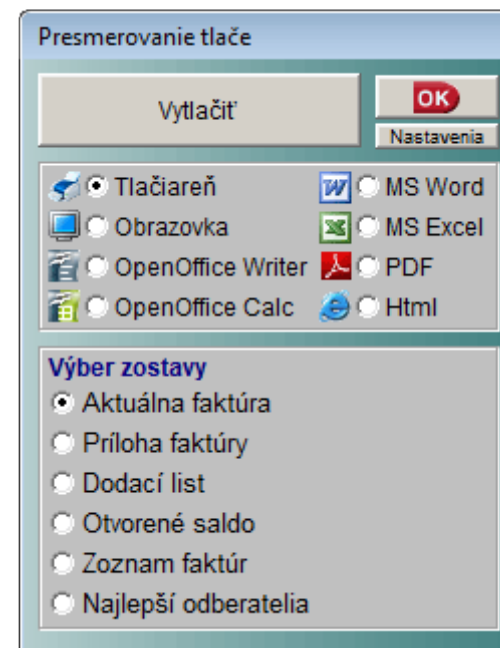 Presmerovanie tlače
Vytlačiť
OK
Nastavenia
Tlačiareň
MS Word
Obrazovka
MS Excel
OpenOffice Writer
PDF
OpenOffice Calc
Html
Výber zostavy
Aktuálna faktúra
Príloha faktúry
Dodací list
Otvorené saldo
Zoznam faktúr
Najlepší odberatelia